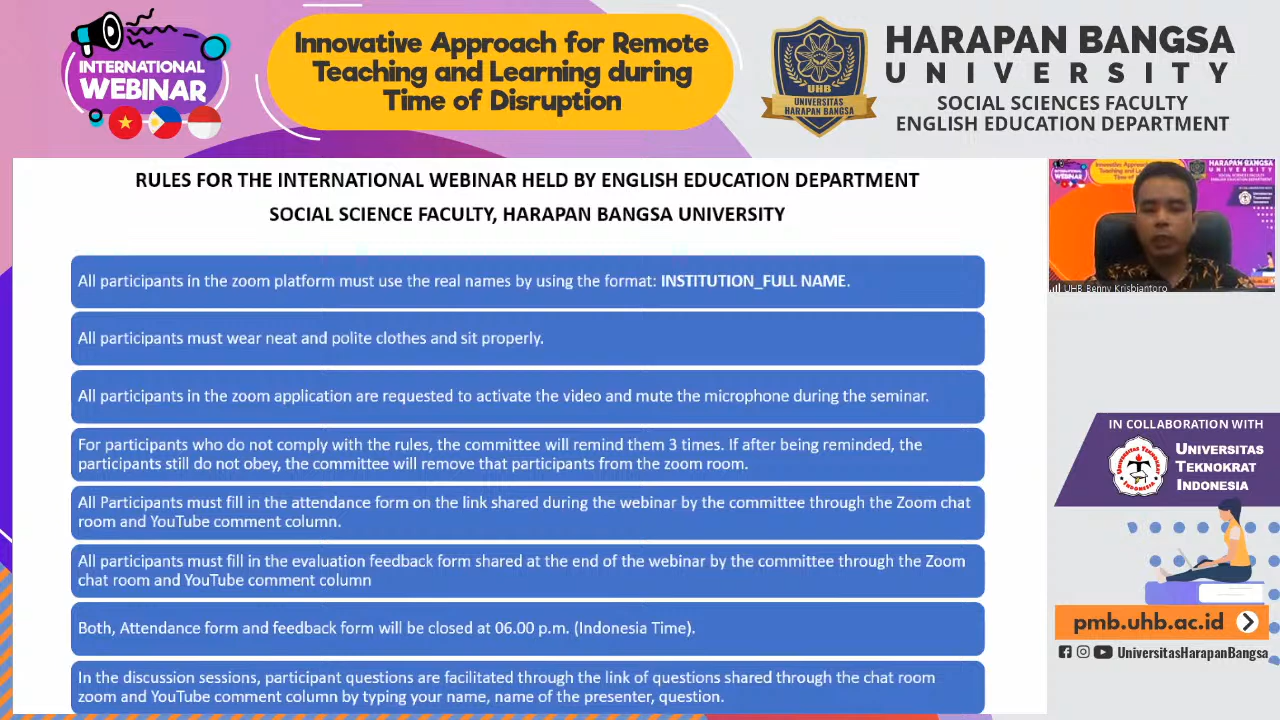 INTERNATIONAL
WEBINAR
Innovative Approach for Remote
Teaching and Learning during
Time of Disruption
UHB
UNIVERSITAS
HARAPAN BANGSA
HARAPAN BANGSA
UNIVERSITY
SOCIAL SCIENCES FACULTY
ENGLISH EDUCATION DEPARTMENT
RULES FOR THE INTERNATIONAL WEBINAR HELD BY ENGLISH EDUCATION DEPARTMENT
SOCIAL SCIENCE FACULTY, HARAPAN BANGSA UNIVERSITY
All participants in the zoom platform must use the real names by using the format: INSTITUTION_FULL NAME.
All participants must wear neat and polite clothes and sit properly.
All participants in the zoom application are requested to activate the video and mute the microphone during the seminar.
For participants who do not comply with the rules, the committee will remind them 3 times. If after being reminded, the
participants still do not obey, the committee will remove that participants from the zoom room.
All Participants must fill in the attendance form on the link shared during the webinar by the committee through the Zoom chat
room and YouTube comment column.
All participants must fill in the evaluation feedback form shared at the end of the webinar by the committee through the Zoom
chat room and YouTube comment column
Both, Attendance form and feedback form will be closed at 06.00 p.m. (Indonesia Time).
In the discussion sessions, participant questions are facilitated through the link of questions shared through the chat room
zoom and YouTube comment column by typing your name, name of the presenter, question.
UHB Benny Krisbiantoro
IN COLLABORATION WITH
UNIVERSITAS
TEKNOKRAT
INDONESIA
pmb.uhb.ac.id
UniversitasHarapanBangsa